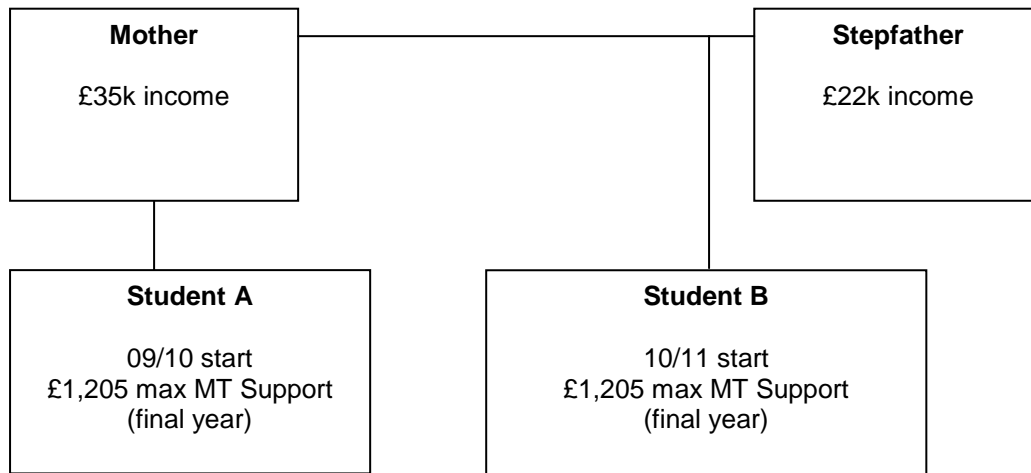 Mother
£35k income
Stepfather
£22k income
Student A
09/10 start
£1,205 max MT Support
(final year)
Student B
10/11 start
£1,205 max MT Support
(final year)